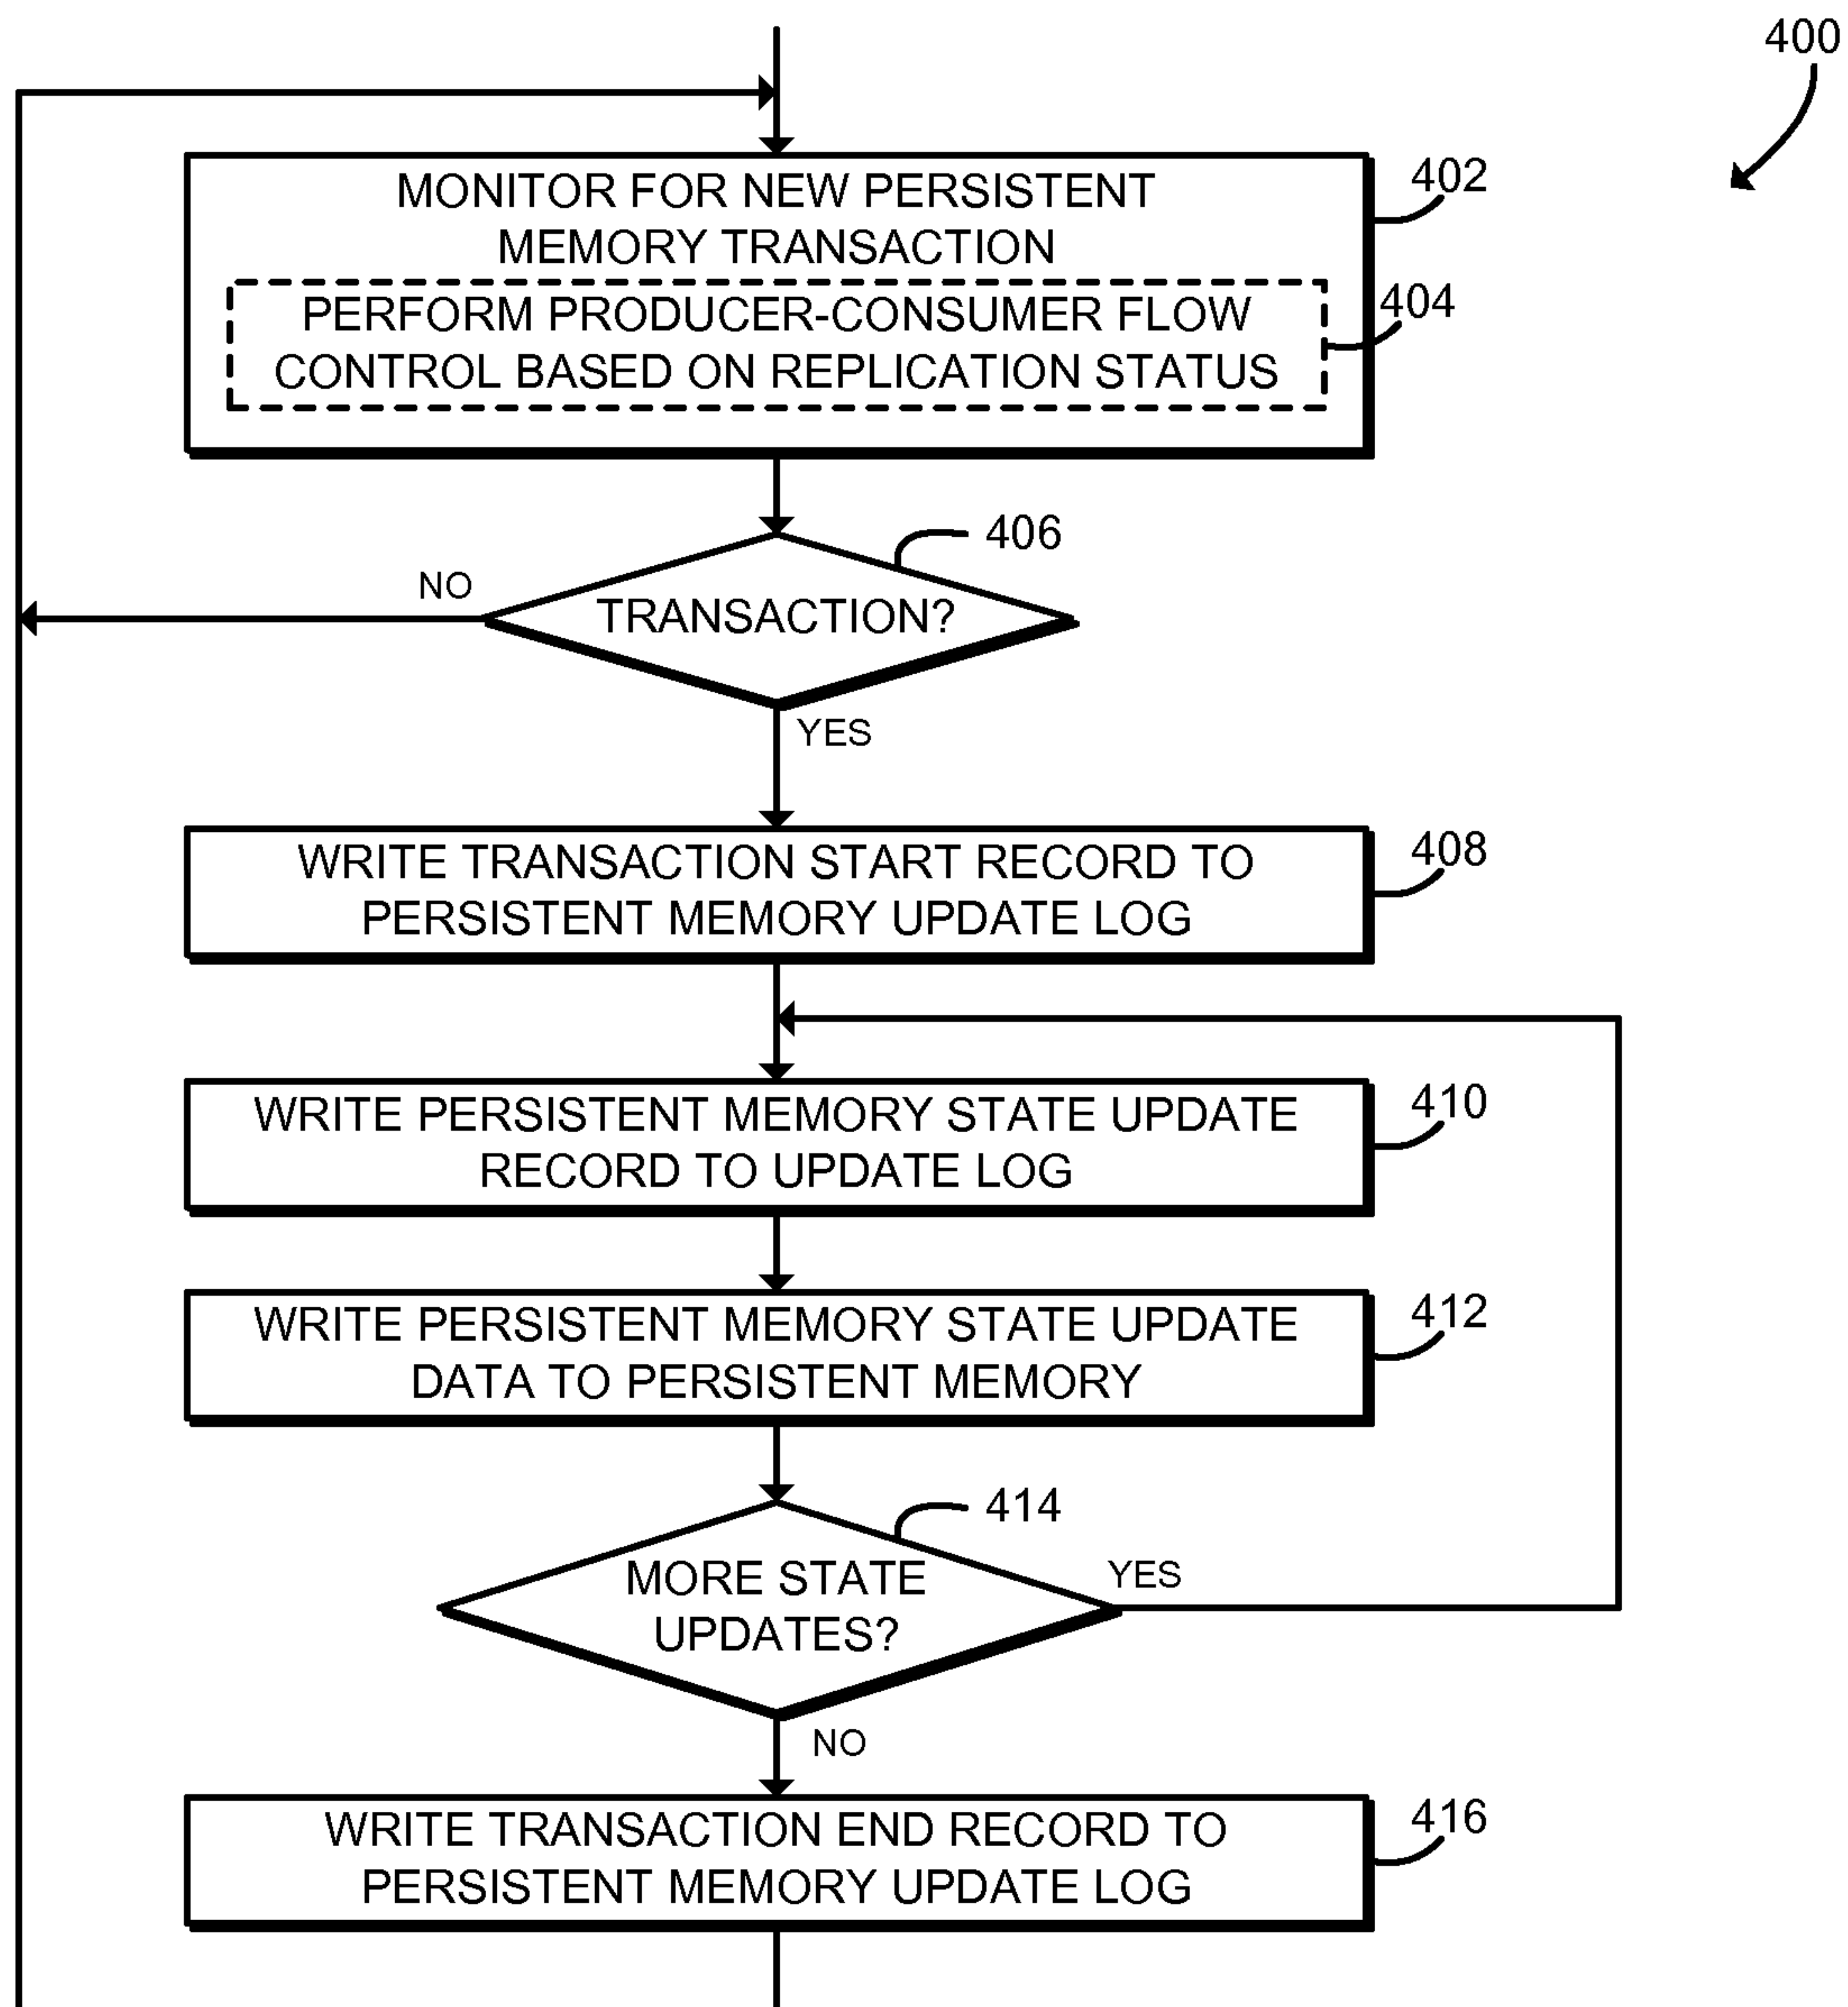 400
MONITOR FOR NEW PERSISTENT
MEMORY TRANSACTION
402
PERFORM PRODUCER-CONSUMER FLOW
CONTROL BASED ON REPLICATION STATUS
404
406
NO
TRANSACTION?
YES
WRITE TRANSACTION START RECORD TO
PERSISTENT MEMORY UPDATE LOG
408
WRITE PERSISTENT MEMORY STATE UPDATE
RECORD TO UPDATE LOG
410
WRITE PERSISTENT MEMORY STATE UPDATE
DATA TO PERSISTENT MEMORY
412
414
MORE STATE
UPDATES?
YES
NO
WRITE TRANSACTION END RECORD TO
PERSISTENT MEMORY UPDATE LOG
416